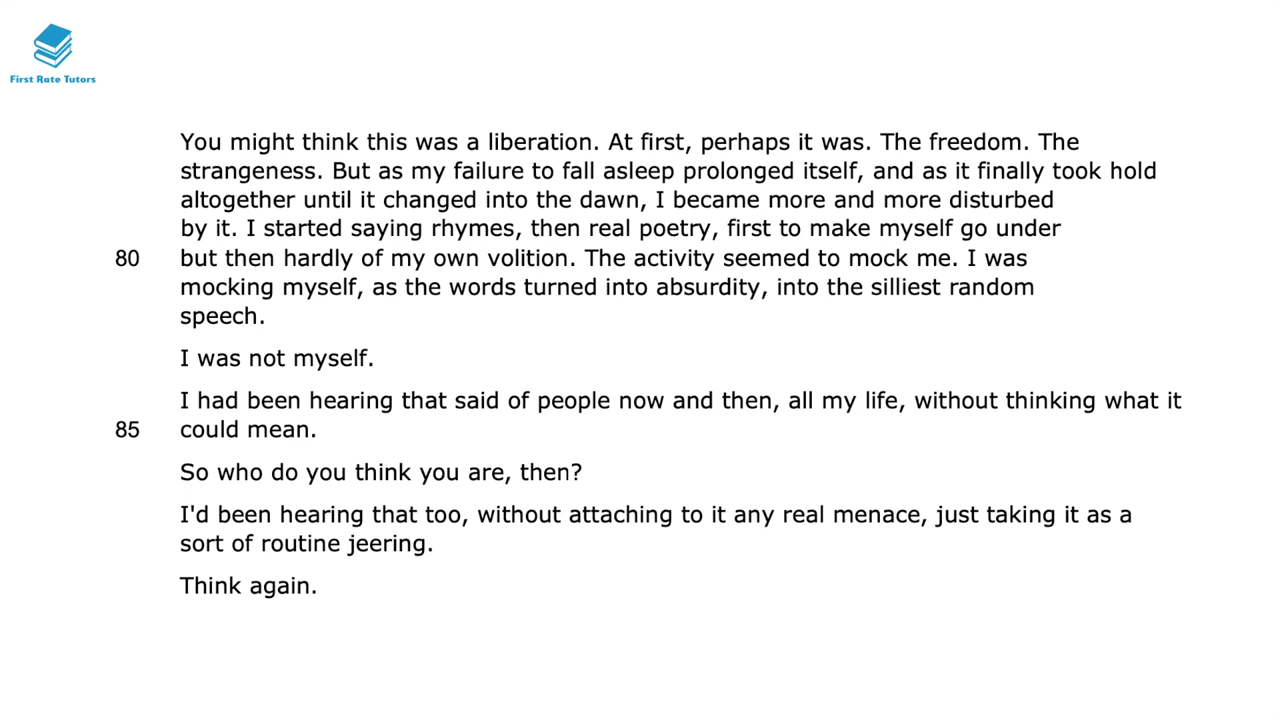 First Rate Tutors
You might think this was a liberation. At first, perhaps it was. The freedom. The
strangeness. But as my failure to fall asleep prolonged itself, and as it finally took hold
altogether until it changed into the dawn, I became more and more disturbed
by it. I started saying rhymes, then real poetry, first to make myself go under
80 but then hardly of my own volition. The activity seemed to mock me. I was
mocking myself, as the words turned into absurdity, into the silliest random
speech.
I was not myself.
I had been hearing that said of people now and then, all my life, without thinking what it
85 could mean.
So who do you think you are, then?
I'd been hearing that too, without attaching to it any real menace, just taking it as a
sort of routine jeering.
Think again.